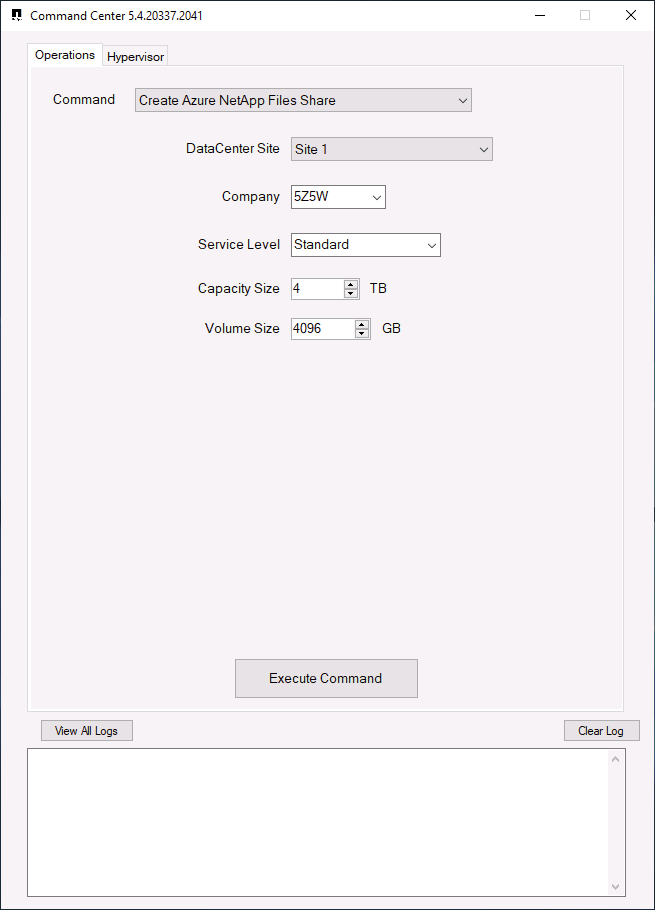 Command Center 5.4.20337.2041
Operations Hypervisor
Command Create Azure NetApp Files Share
DataCenter Site Site 1
Company 5Z5W
Service Level Standard
Capacity Size 4 TB
Volume Size 4096 GB
Execute Command
View All Logs Clear Log